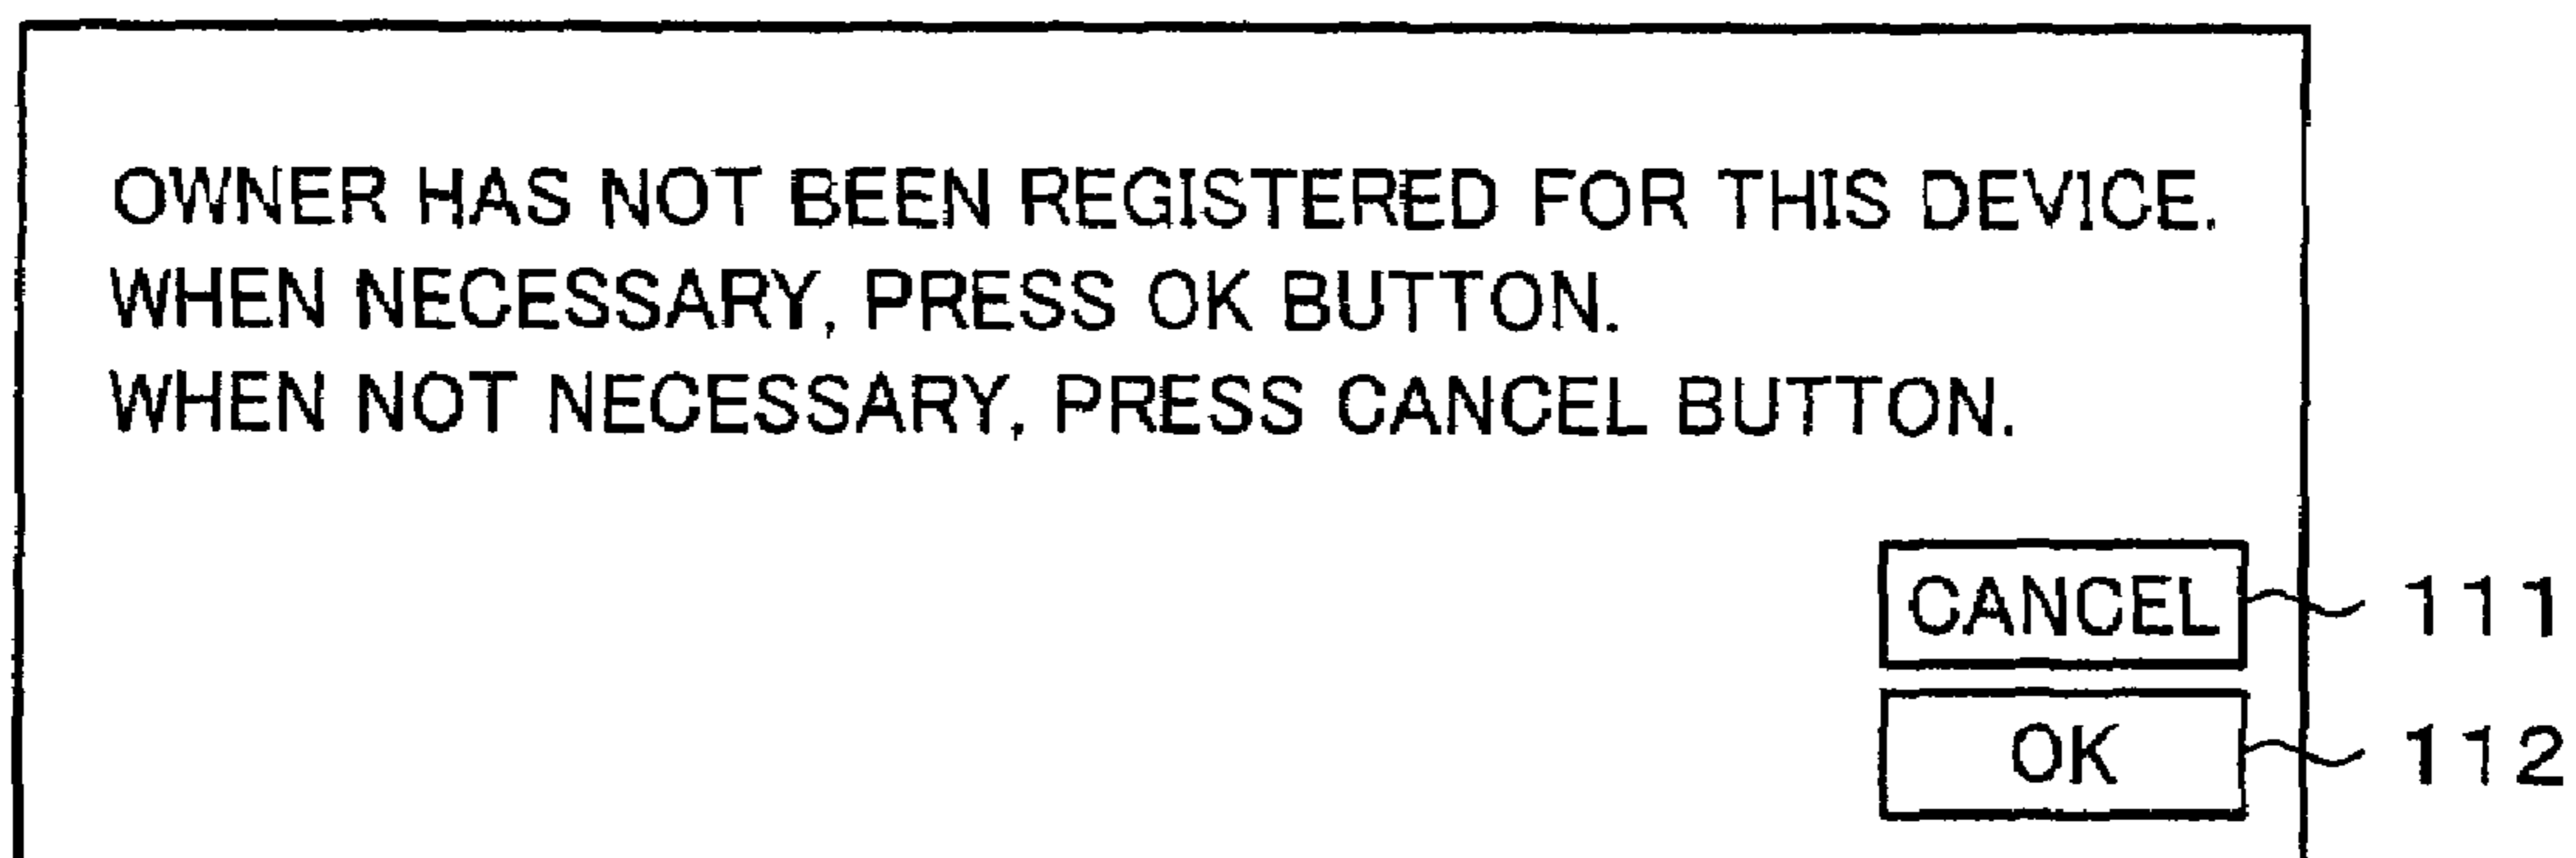 OWNER HAS NOT BEEN REGISTERED FOR THIS DEVICE.
WHEN NECESSARY, PRESS OK BUTTON.
WHEN NOT NECESSARY, PRESS CANCEL BUTTON.
CANCEL 111
OK 112